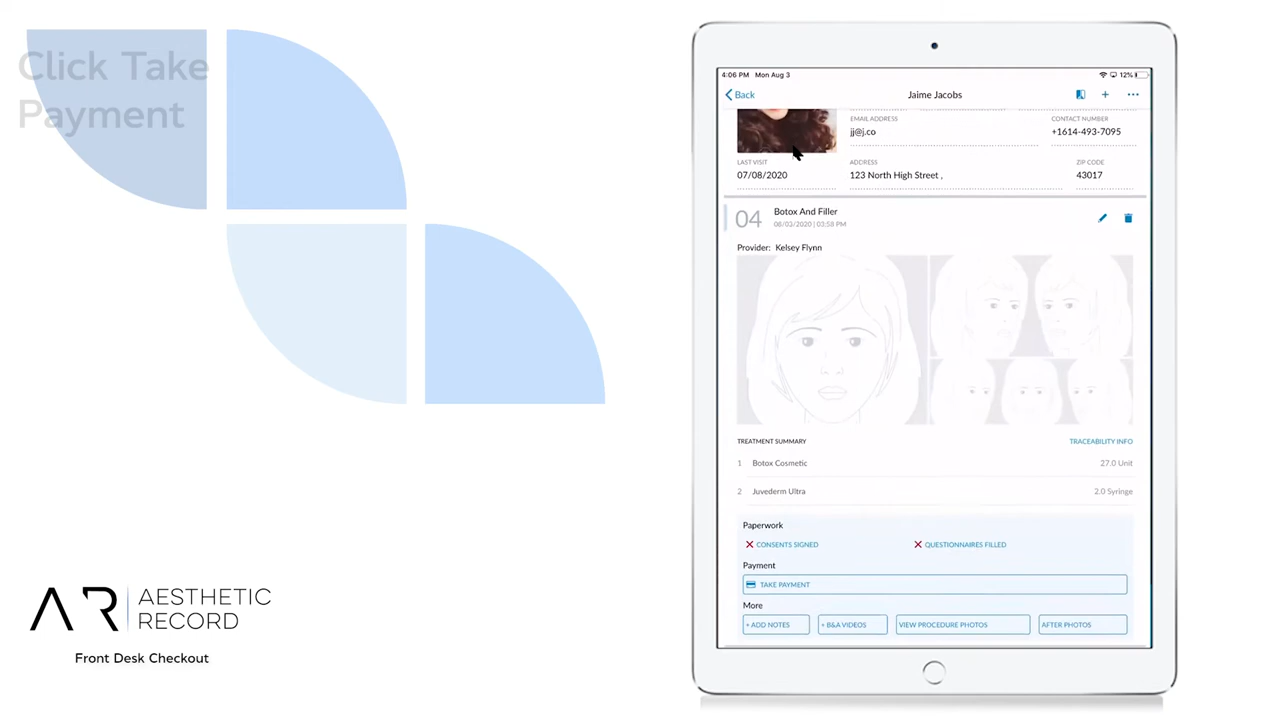 Click Take
Payment
4:06 PM Mon Aug 3
12%
Back
Jaime Jacobs
EMAIL ADDRESS
CONTACT NUMBER
jj@j.co
+1614-493-7095
LAST VISIT
ADDRESS
ZIP CODE
07/08/2020
123 North High Street ,
43017
04
Botox And Filler
08/03/2020 | 03:58 PM
Provider: Kelsey Flynn
TREATMENT SUMMARY
TRACEABILITY INFO
1 Botox Cosmetic
27.0 Unit
2 Juvederm Ultra
2.0 Syringe
Paperwork
CONSENTS SIGNED
QUESTIONNAIRES FILLED
Payment
TAKE PAYMENT
More
+ ADD NOTES
+ B&A VIDEOS
VIEW PROCEDURE PHOTOS
AFTER PHOTOS
AR
AESTHETIC
RECORD
Front Desk Checkout